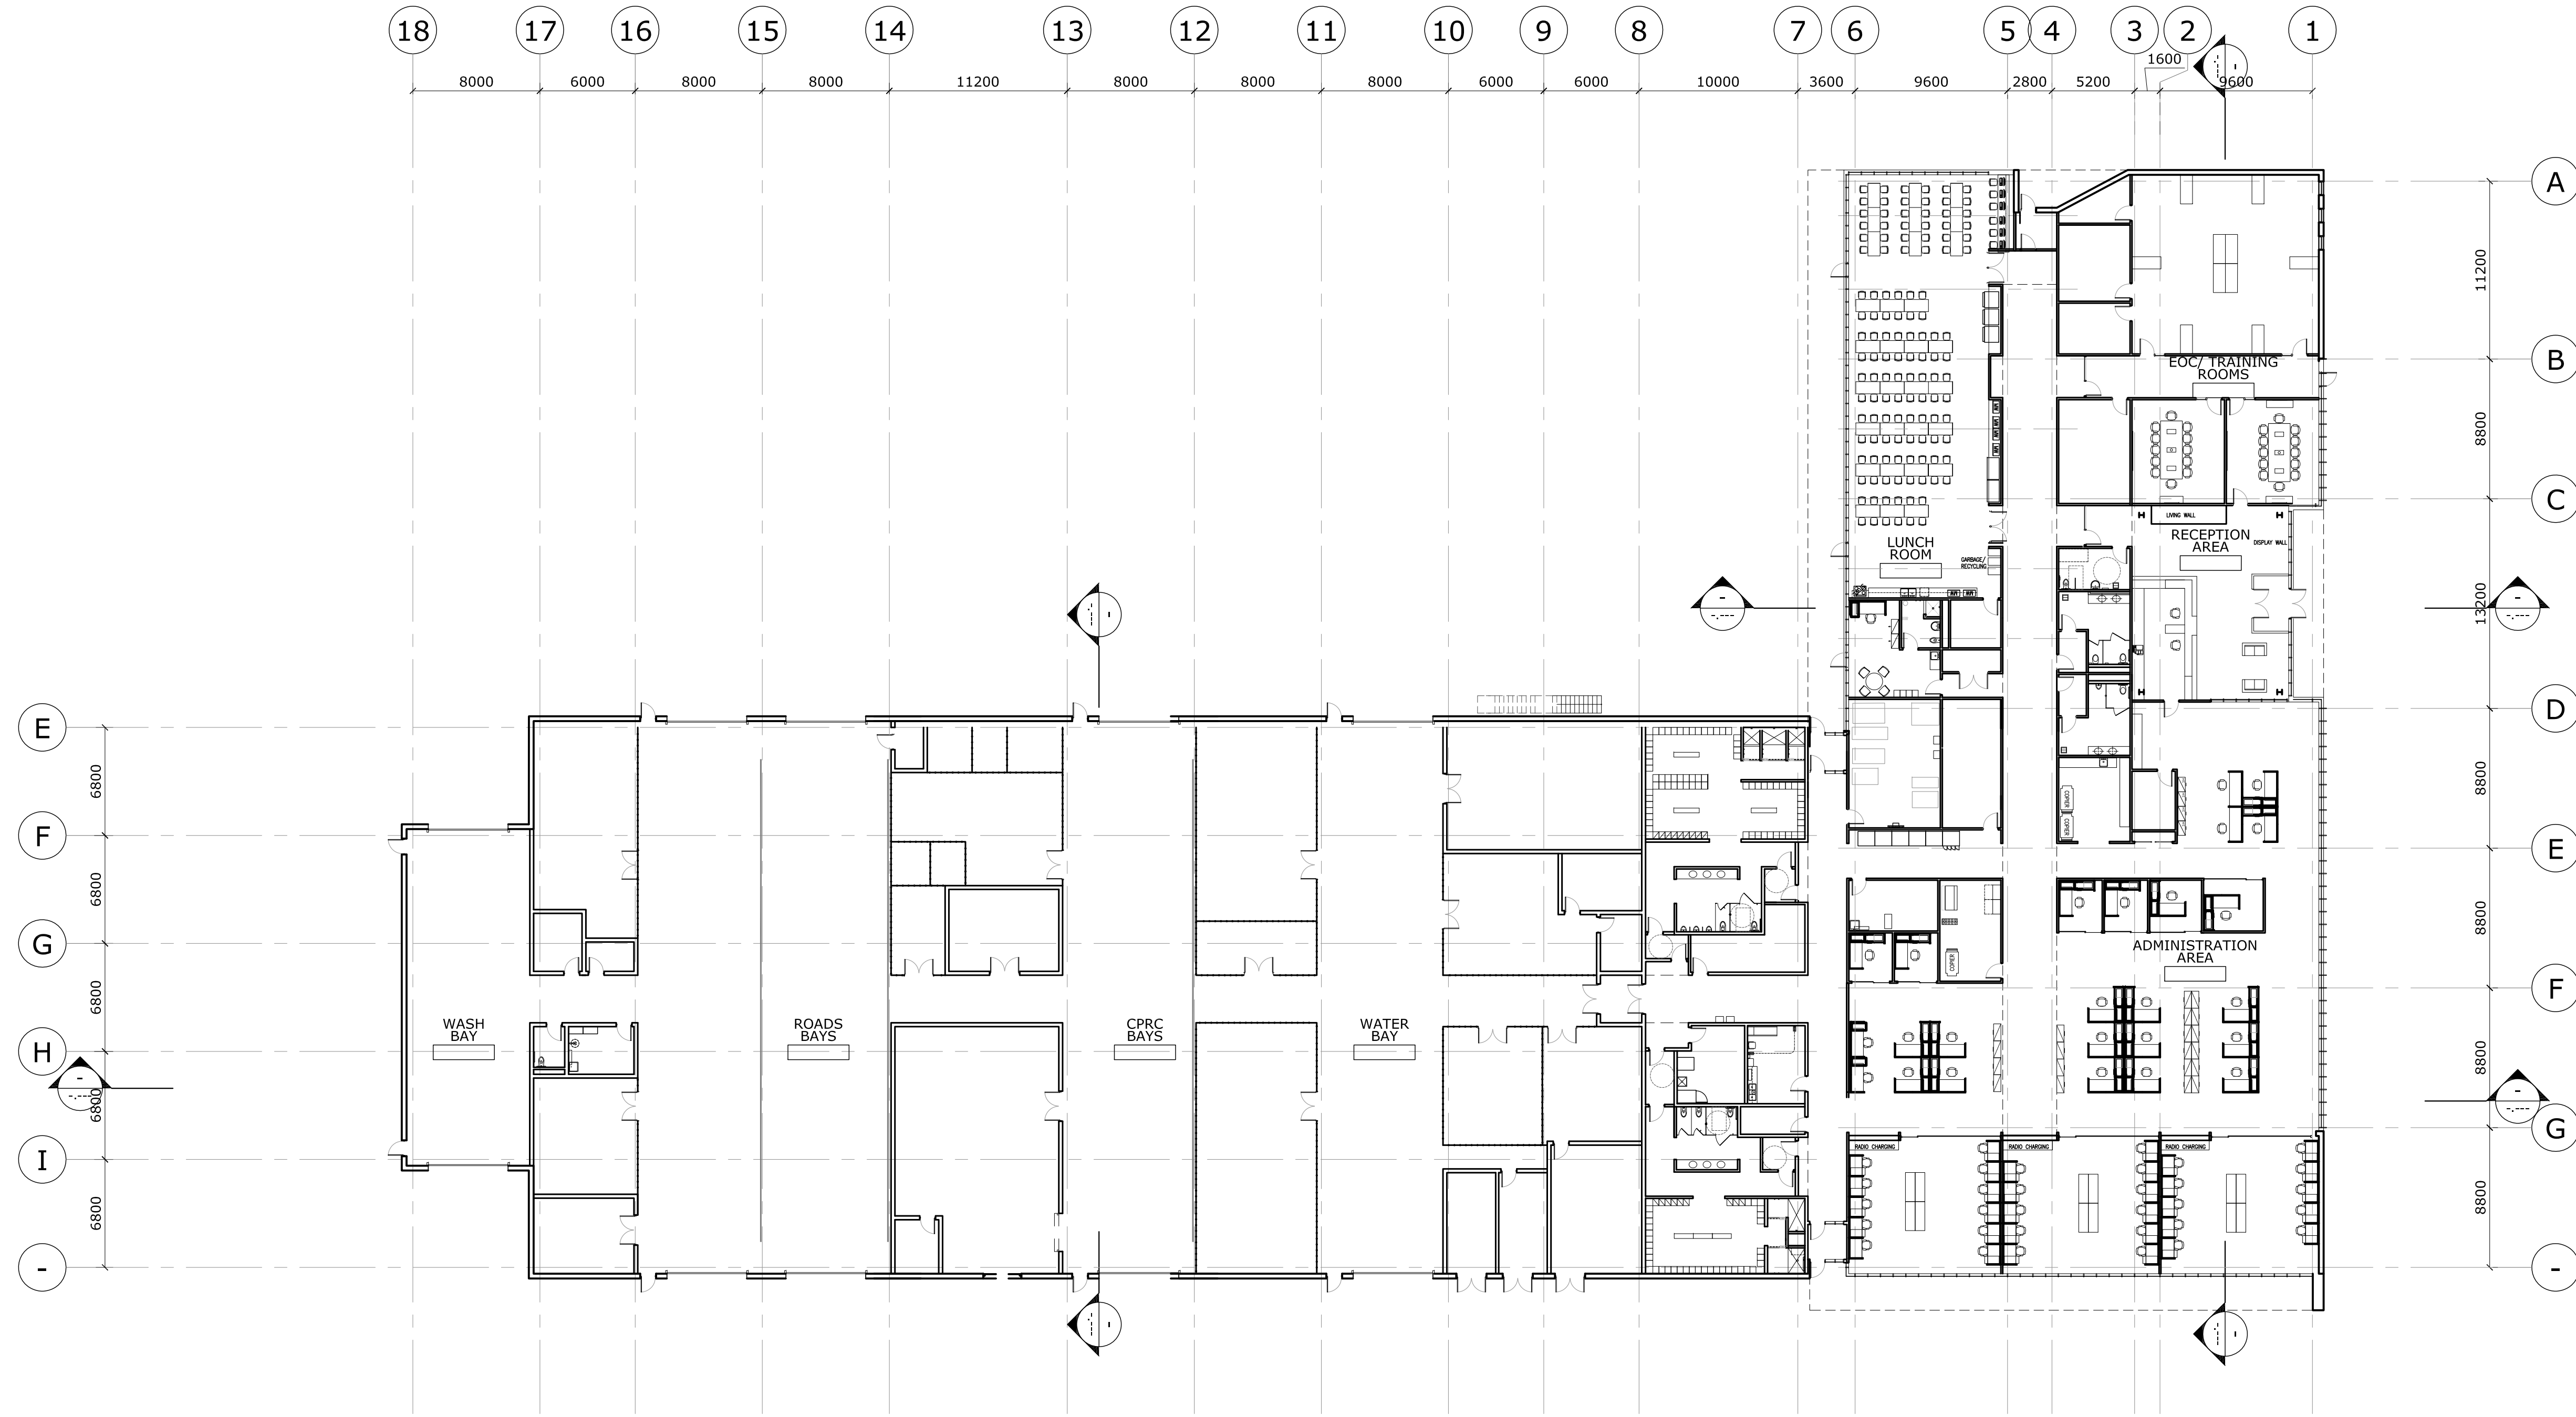 18 17 16 15 14 13 12 11 10 9 8 7 6 5 4 3 2 1
1600
8000 6000 8000 8000 11200 8000 8000 8000 6000 6000 10000 3600 9600 2800 5200 9600
A
11200
B
EOC/ TRAINING
ROOMS
8800
C
LIVING WALL
RECEPTION
AREA
DISPLAY WALL
LUNCH
ROOM
GARBAGE/
RECYCLING
13200
D
E
6800
8800
COPIER
COPIER
F
E
6800
8800
G
ADMINISTRATION
AREA
COPIER
F
6800
WASH
BAY
ROADS
BAYS
CPRC
BAYS
WATER
BAY
H
8800
6800
G
RADIO CHARGING
RADIO CHARGING
RADIO CHARGING
I
6800
8800
-
-